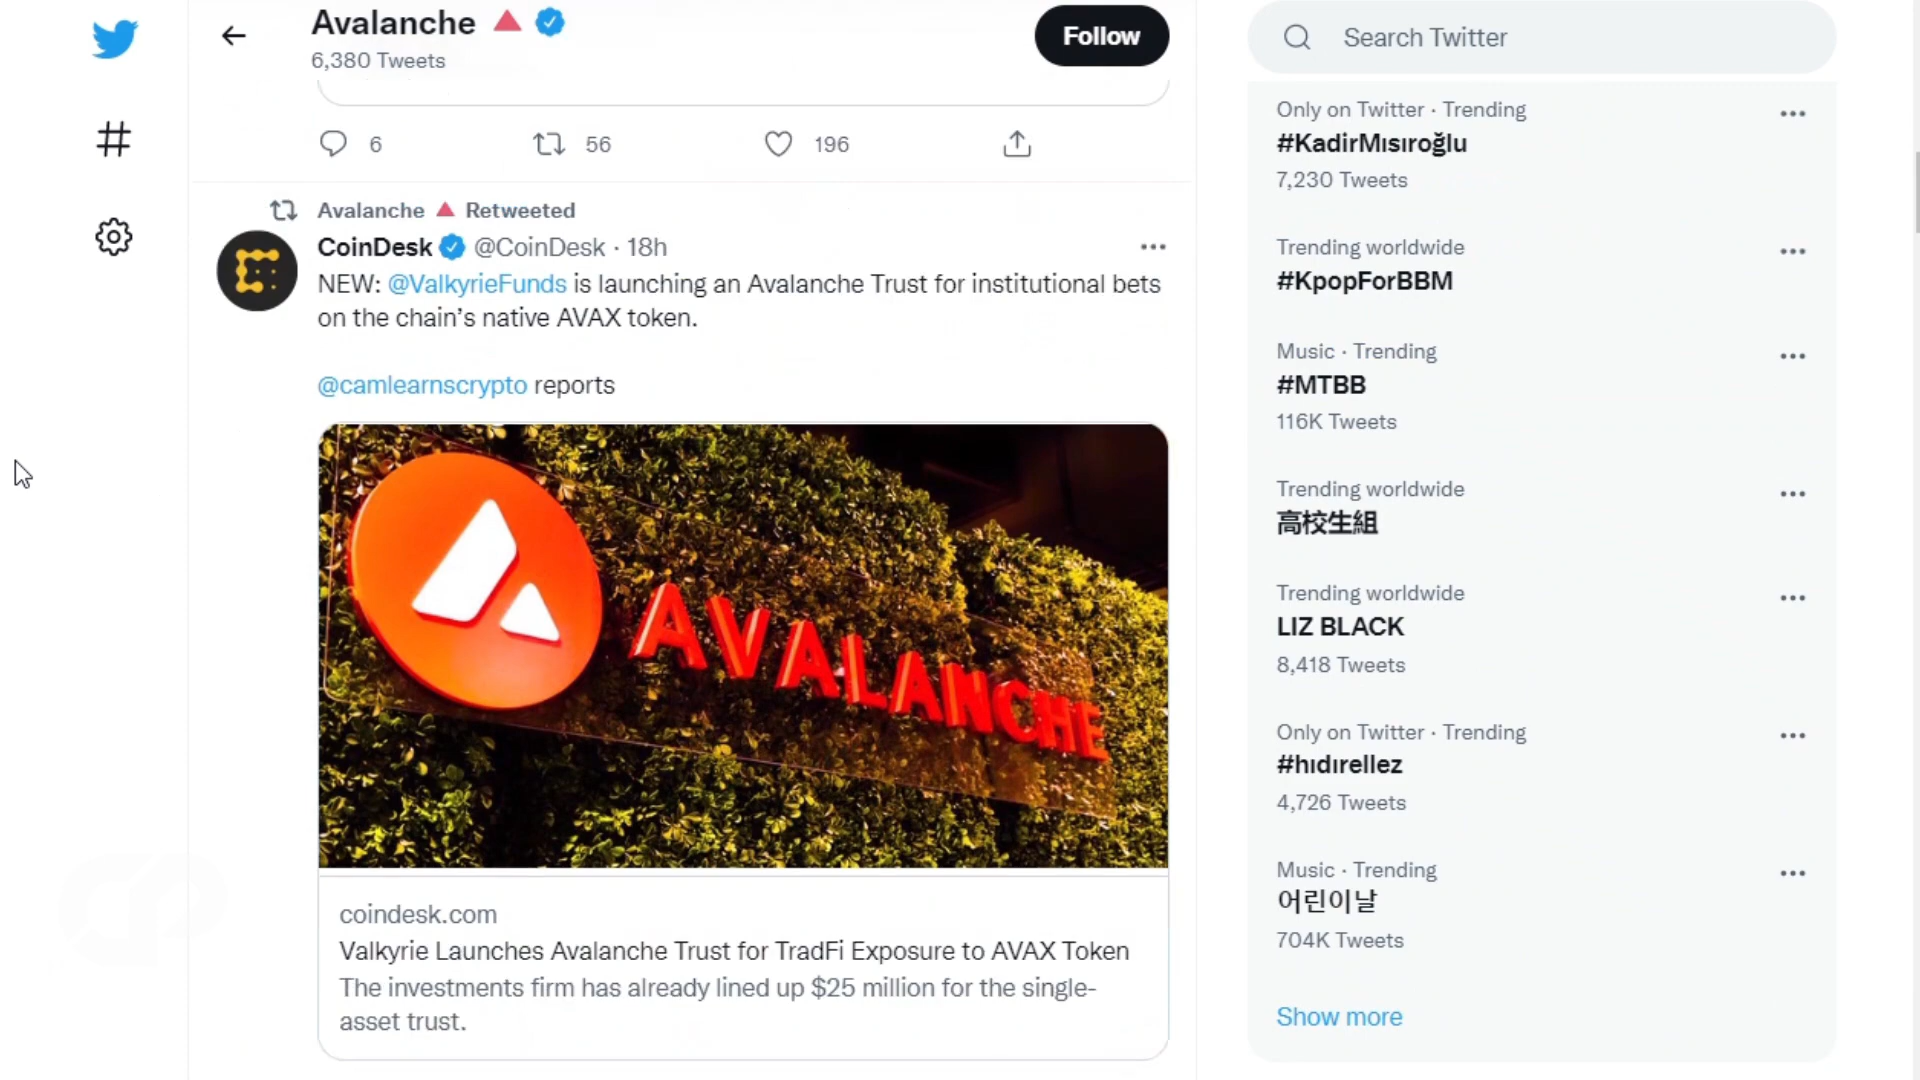 Avalanche
6,380 Tweets
Follow
Search Twitter
6
56
196
Avalanche Retweeted
CoinDesk @CoinDesk · 18h
NEW: @ValkyrieFunds is launching an Avalanche Trust for institutional bets
on the chain's native AVAX token.
@camlearnscrypto reports
AVALANCHE
coindesk.com
Valkyrie Launches Avalanche Trust for TradFi Exposure to AVAX Token
The investments firm has already lined up $25 million for the single-
asset trust.
Only on Twitter · Trending
#KadirMısıroğlu
7,230 Tweets
Trending worldwide
#KpopForBBM
Music · Trending
#MTBB
116K Tweets
Trending worldwide
高校生組
Trending worldwide
LIZ BLACK
8,418 Tweets
Only on Twitter · Trending
#hıdırellez
4,726 Tweets
Music · Trending
어린이날
704K Tweets
Show more